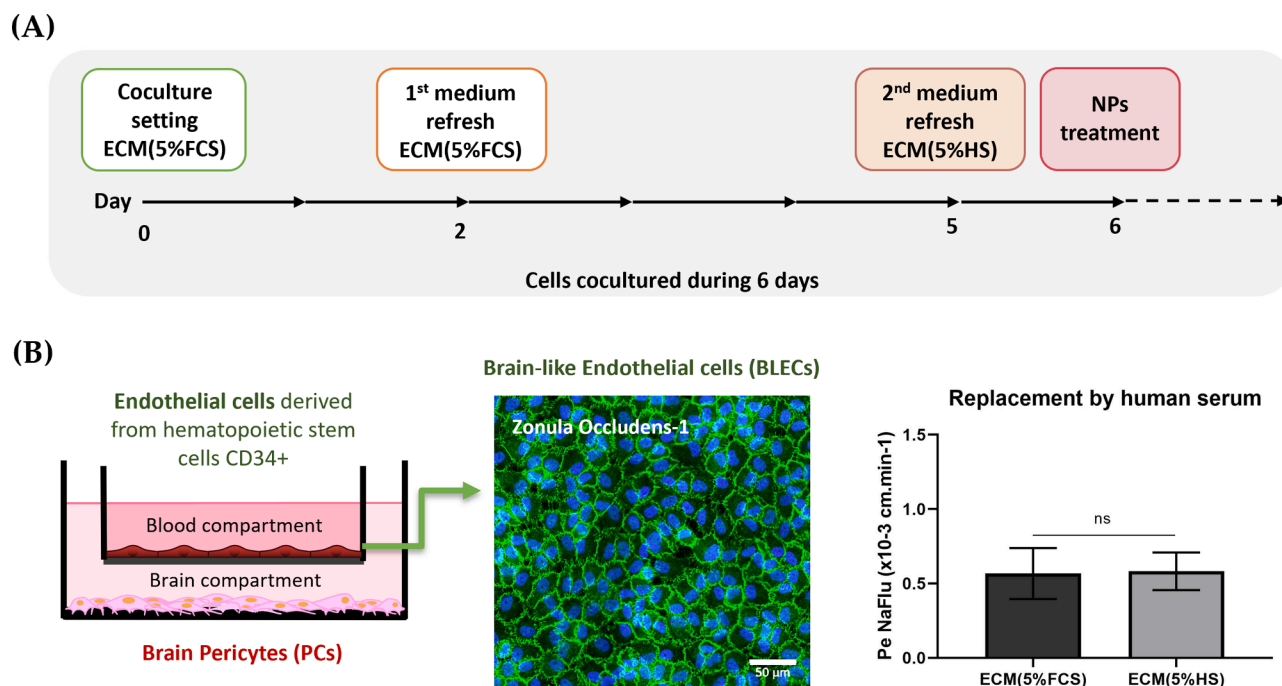 (A)
Coculture
setting
ECM(5%FCS)
1st medium
refresh
ECM(5%FCS)
2nd medium
refresh
ECM(5%HS)
NPs
treatment
Day
0
2
5
6
Cells cocultured during 6 days
(B)
Endothelial cells derived
from hematopoietic stem
cells CD34+
Blood compartment
Brain compartment
Brain Pericytes (PCs)
Brain-like Endothelial cells (BLECs)
Zonula Occludens-1
50 µm
Replacement by human serum
Pe NaFlu (x10-3 cm.min-1)
1.5
1.0
0.5
0.0
ns
ECM(5%FCS)
ECM(5%HS)